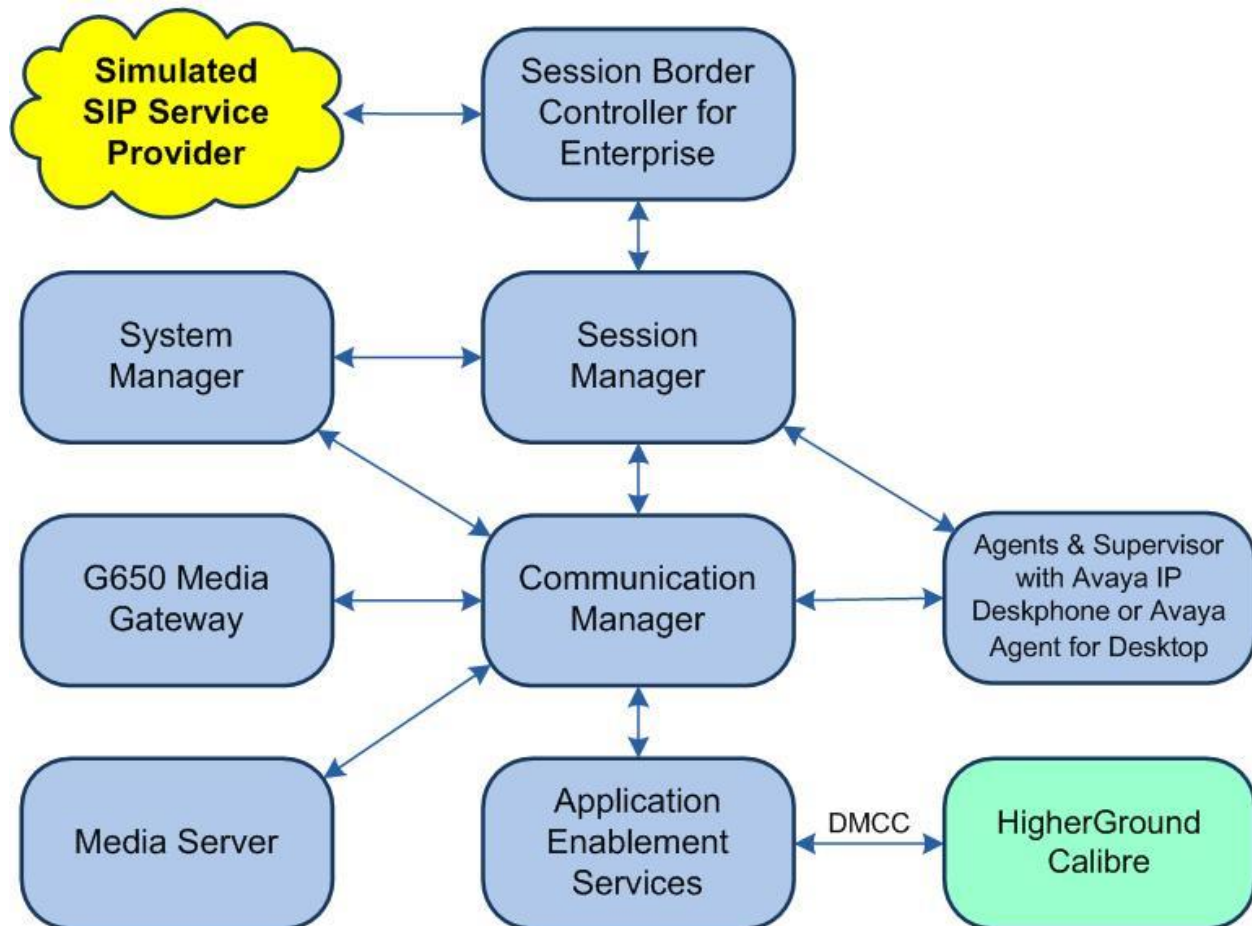 Simulated
SIP Service
Provider
Session Border
Controller for
Enterprise
System
Manager
Session
Manager
G650 Media
Gateway
Communication
Manager
Agents & Supervisor
with Avaya IP
Deskphone or Avaya
Agent for Desktop
Media Server
Application
Enablement
Services
DMCC
HigherGround
Calibre